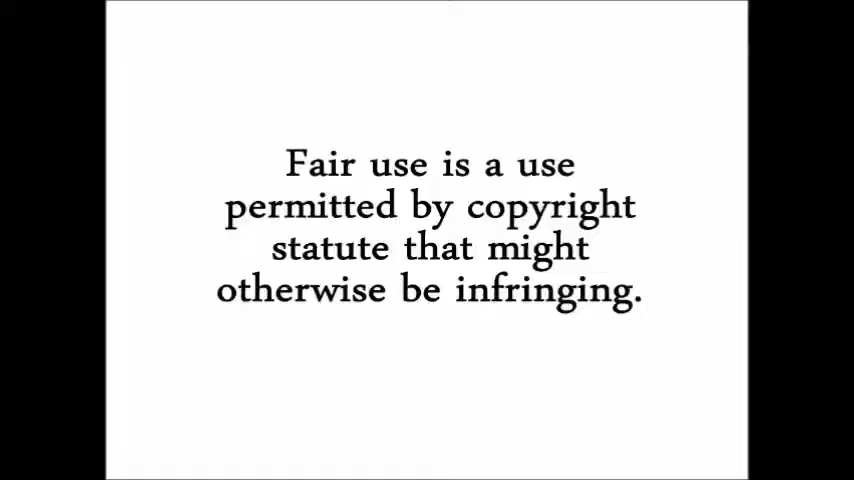 Fair use is a use
permitted by copyright
statute that might
otherwise be infringing.